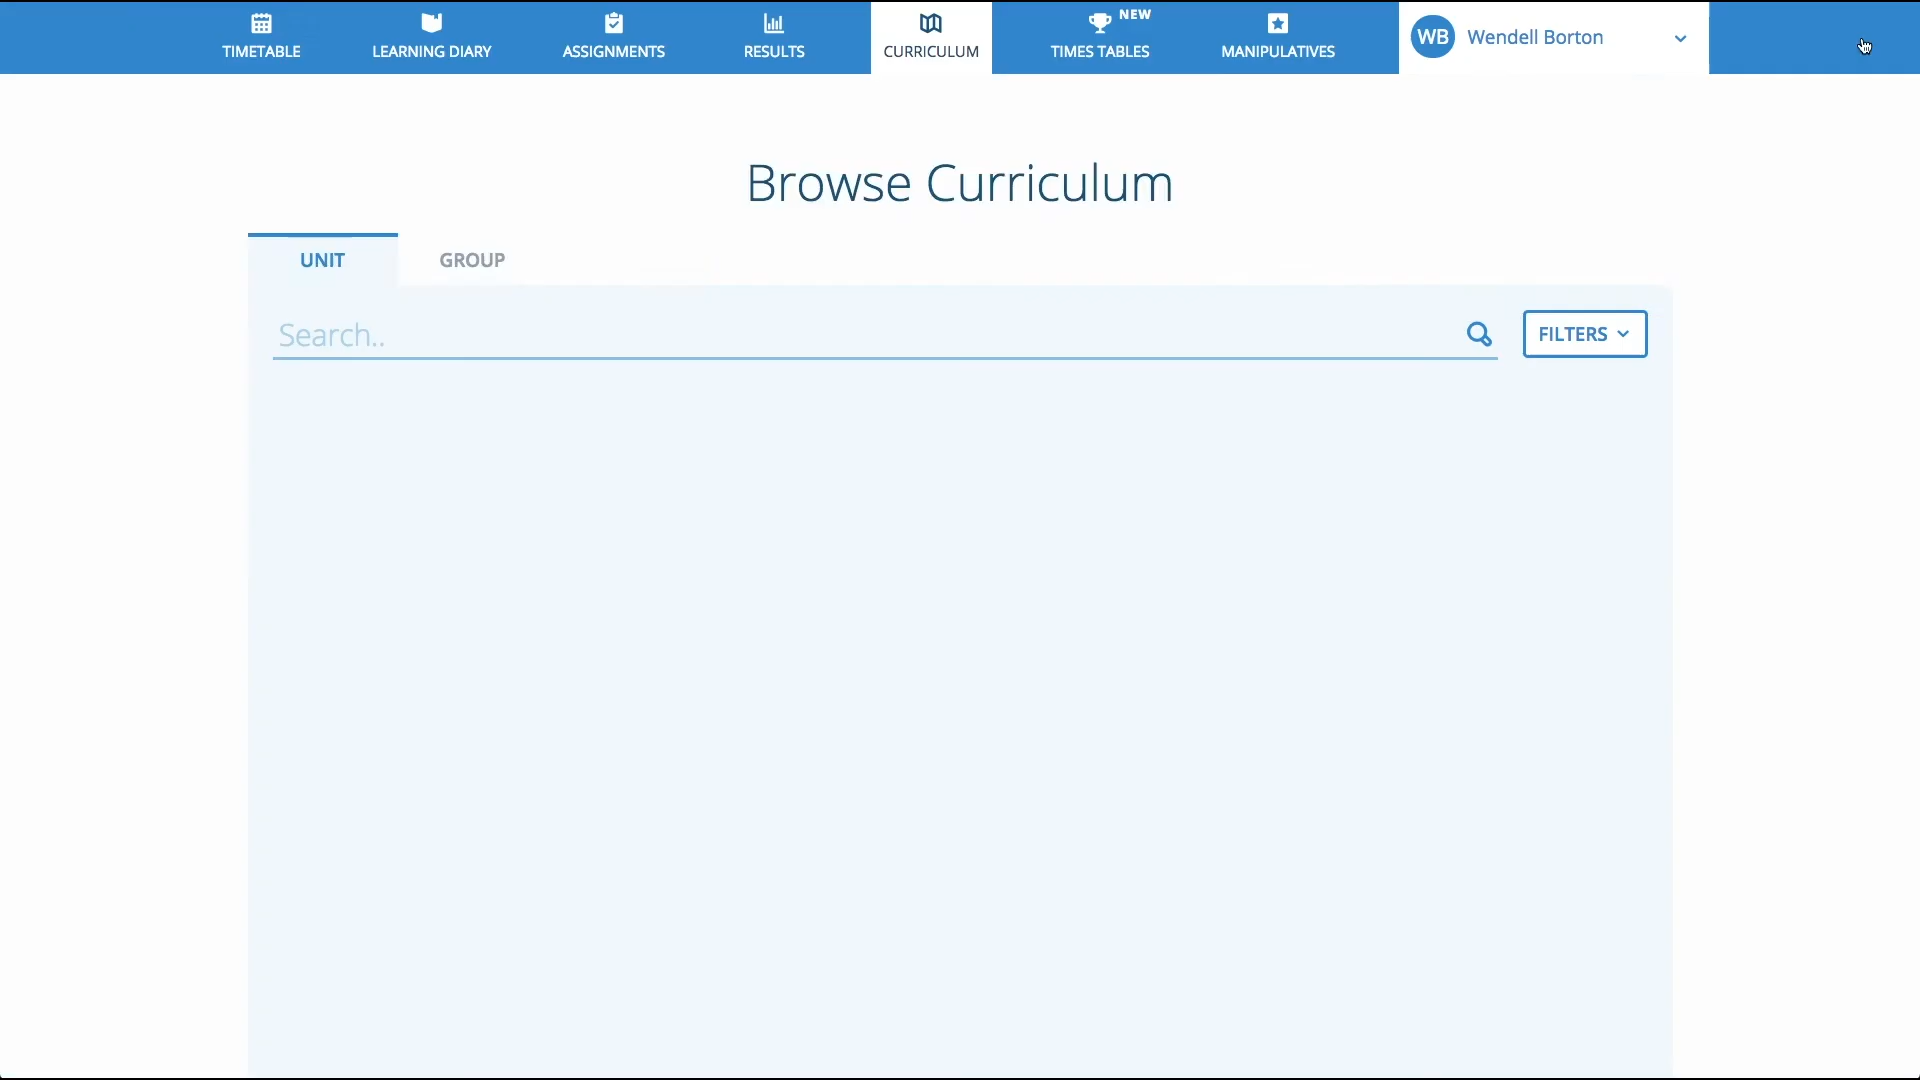 NEW
TIMETABLE LEARNING DIARY ASSIGNMENTS RESULTS CURRICULUM TIMES TABLES MANIPULATIVES WB Wendell Borton
Browse Curriculum
UNIT GROUP
Search.. FILTERS